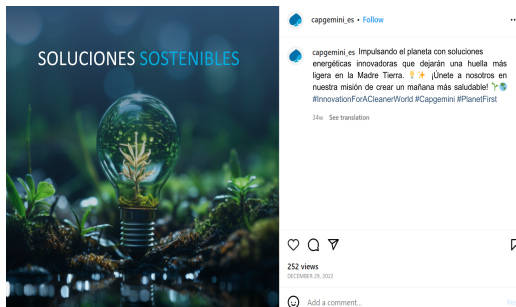 SOLUCIONES SOSTENIBLES
capgemini_es • Follow
capgemini_es Impulsando el planeta con soluciones
energéticas innovadoras que dejarán una huella más
ligera en la Madre Tierra. 💡✨ ¡Únete a nosotros en
nuestra misión de crear un mañana más saludable! 🌱🌎
#InnovationForACleanerWorld #Capgemini #PlanetFirst
34w See translation
252 views
DECEMBER 29, 2022
Add a comment...